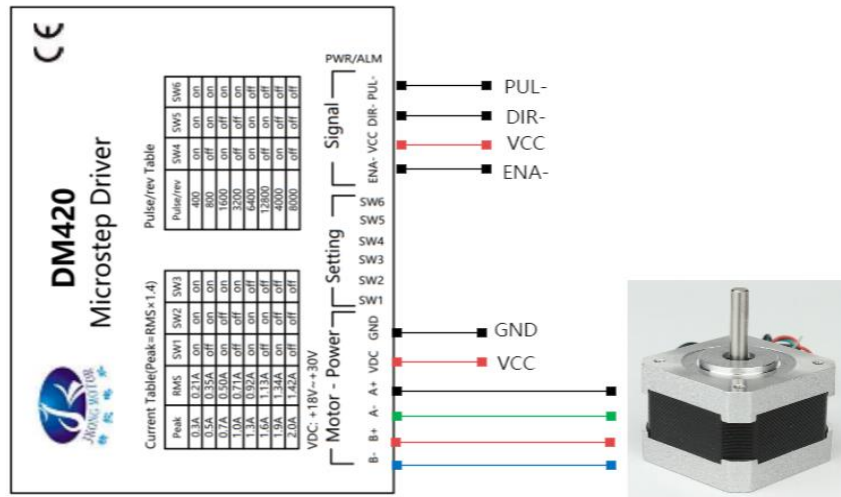 CE
DM420
Microstep Driver
JKONG MOTOR
Pulse/rev Table
Pulse/rev SW4 SW5 SW6
400 on on on
800 off on on
1600 on off on
3200 off off on
6400 on on off
12800 off on off
4000 on off off
8000 off off off
Current Table(Peak=RMS×1.4)
Peak RMS SW1 SW2 SW3
0.3A 0.21A on on on
0.5A 0.35A off on on
0.7A 0.50A on off on
1.0A 0.71A off off on
1.3A 0.92A on on off
1.6A 1.13A off on off
1.9A 1.34A on off off
2.0A 1.42A off off off
VDC: +18V~+30V
Motor - Power
Setting
Signal
PWR/ALM
PUL-
DIR-
VCC
ENA-
SW6
SW5
SW4
SW3
SW2
SW1
GND
VDC
A+
A-
B+
B-
PUL-
DIR-
VCC
ENA-
GND
VCC